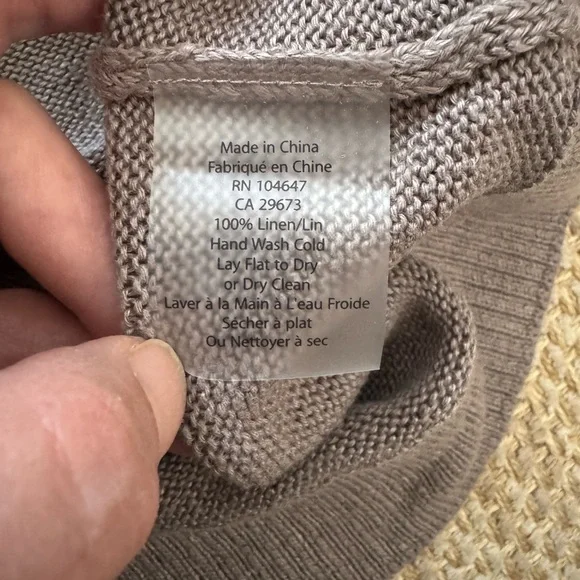 Made in China
Fabriqué en Chine
RN 104647
CA 29673
100% Linen/Lin
Hand Wash Cold
Lay Flat to Dry
or Dry Clean
Laver à la Main à L'eau Froide
Sécher à plat
Ou Nettoyer à sec